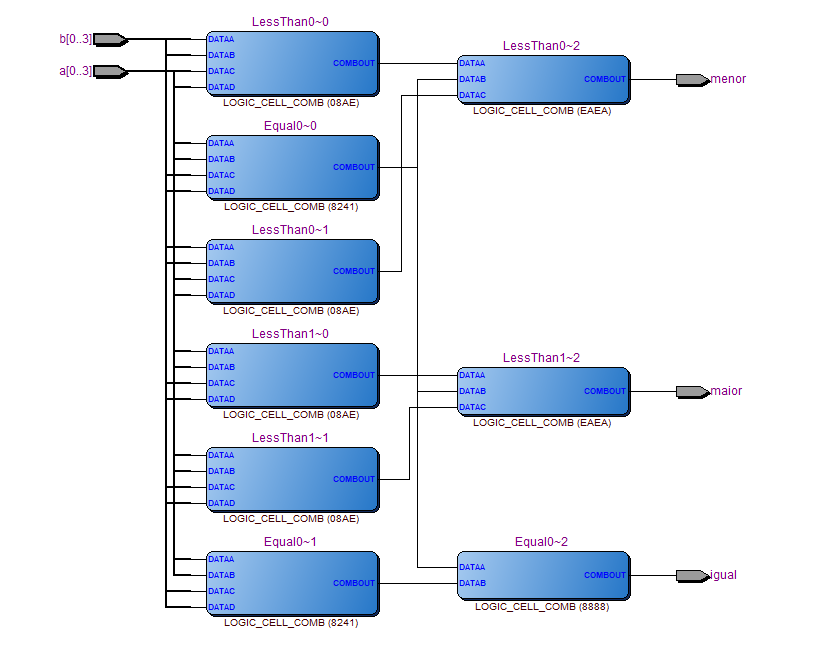 b[0..3]
a[0..3]
LessThan0~0
DATAA
DATAB
DATAC
DATAD
COMBOUT
LOGIC_CELL_COMB (08AE)
Equal0~0
DATAA
DATAB
DATAC
DATAD
COMBOUT
LOGIC_CELL_COMB (8241)
LessThan0~1
DATAA
DATAB
DATAC
DATAD
COMBOUT
LOGIC_CELL_COMB (08AE)
LessThan1~0
DATAA
DATAB
DATAC
DATAD
COMBOUT
LOGIC_CELL_COMB (08AE)
LessThan1~1
DATAA
DATAB
DATAC
DATAD
COMBOUT
LOGIC_CELL_COMB (08AE)
Equal0~1
DATAA
DATAB
DATAC
DATAD
COMBOUT
LOGIC_CELL_COMB (8241)
LessThan0~2
DATAA
DATAB
DATAC
COMBOUT
LOGIC_CELL_COMB (EAEA)
menor
LessThan1~2
DATAA
DATAB
DATAC
COMBOUT
LOGIC_CELL_COMB (EAEA)
maior
Equal0~2
DATAA
DATAB
COMBOUT
LOGIC_CELL_COMB (8888)
igual